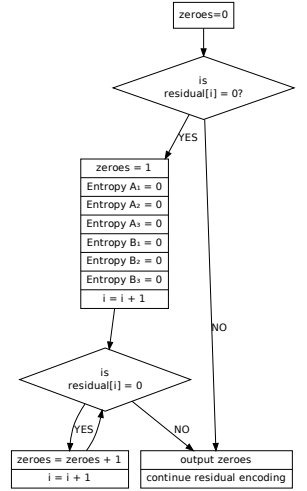 zeroes=0
is
residual[i] = 0?
YES
zeroes = 1
Entropy A₁ = 0
Entropy A₂ = 0
Entropy A₃ = 0
Entropy B₁ = 0
Entropy B₂ = 0
Entropy B₃ = 0
i = i + 1
NO
is
residual[i] = 0
YES
NO
zeroes = zeroes + 1
i = i + 1
output zeroes
continue residual encoding